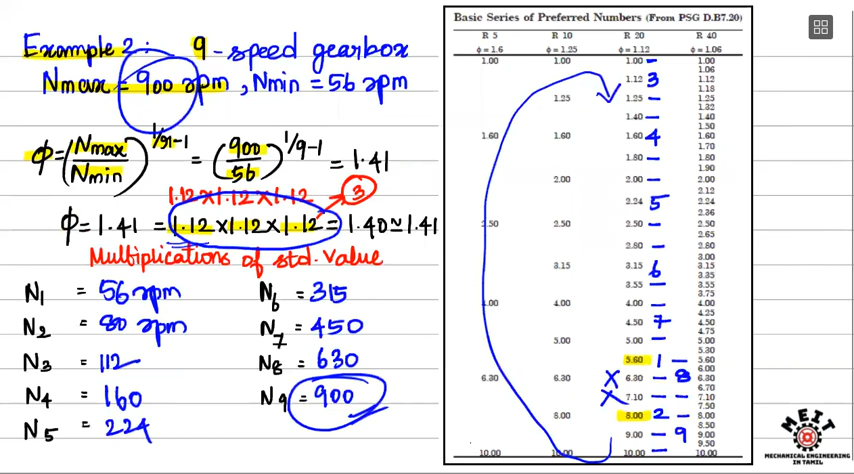 Example 2: 9 - speed gearbox
Nmax = 900 rpm, Nmin = 56 rpm
φ = (Nmax/Nmin)^1/n-1 = (900/56)^1/9-1 = 1.41
1.12 x 1.12 x 1.12 3
φ = 1.41 = 1.12 x 1.12 x 1.12 = 1.40 ≃ 1.41
Multiplications of std. value
N1 = 56 rpm
N2 = 80 rpm
N3 = 112
N4 = 160
N5 = 224
N6 = 315
N7 = 450
N8 = 630
N9 = 900
Basic Series of Preferred Numbers (From PSG D.B7.20)
R 5 R 10 R 20 R 40
φ = 1.6 φ = 1.25 φ = 1.12 φ = 1.06
1.00 1.00 1.00 1.00
1.06
1.12 3 1.12
1.18
1.25 1.25 1.25
1.32
1.40 1.40
1.50
1.60 1.60 1.60 4 1.60
1.70
1.80 1.80
1.90
2.00 2.00 2.00
2.12
2.24 5 2.24
2.36
2.50 2.50 2.50 2.50
2.65
2.80 2.80
3.00
3.15 3.15 6 3.15
3.35
3.55 3.55
3.75
4.00 4.00 4.00 4.00
4.25
4.50 7 4.50
4.75
5.00 5.00 5.00
5.30
5.60 1 5.60
6.00
6.30 6.30 X 6.30 8 6.30
6.70
X 7.10 7.10
7.50
8.00 8.00 2 8.00
8.50
9.00 9 9.00
9.50
10.00 10.00 10.00 10.00
MEIT
MECHANICAL ENGINEERING
IN TAMIL